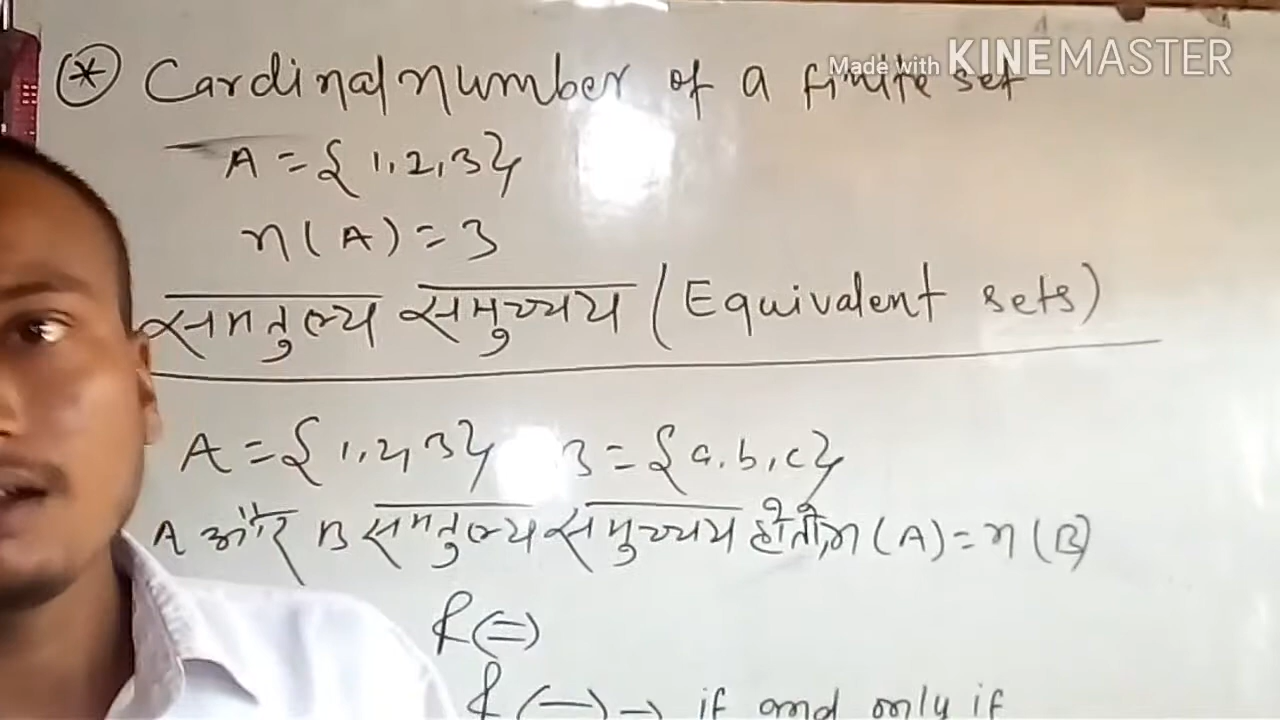 Made with KINEMASTER
* Cardinal number of a finite set
A = { 1, 2, 3 }
n ( A ) = 3
समतुल्य समुच्चय ( Equivalent sets )
A = { 1, 2, 3 } B = { a, b, c }
A और B समतुल्य समुच्चय हो तो, n ( A ) = n ( B )
if and only if